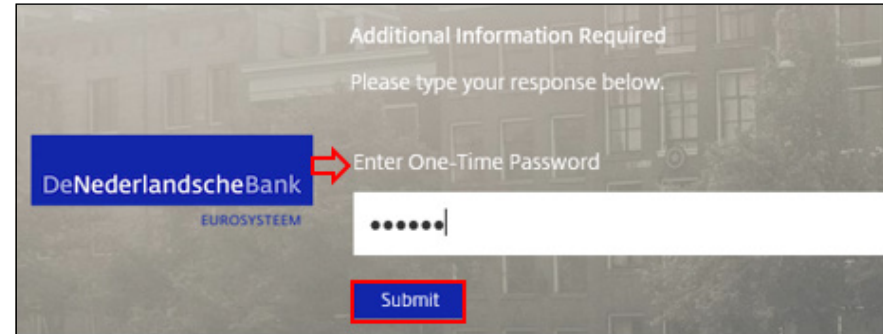 Additional Information Required
Please type your response below.
DeNederlandscheBank
EUROSYSTEEM
Enter One-Time Password
••••••
Submit